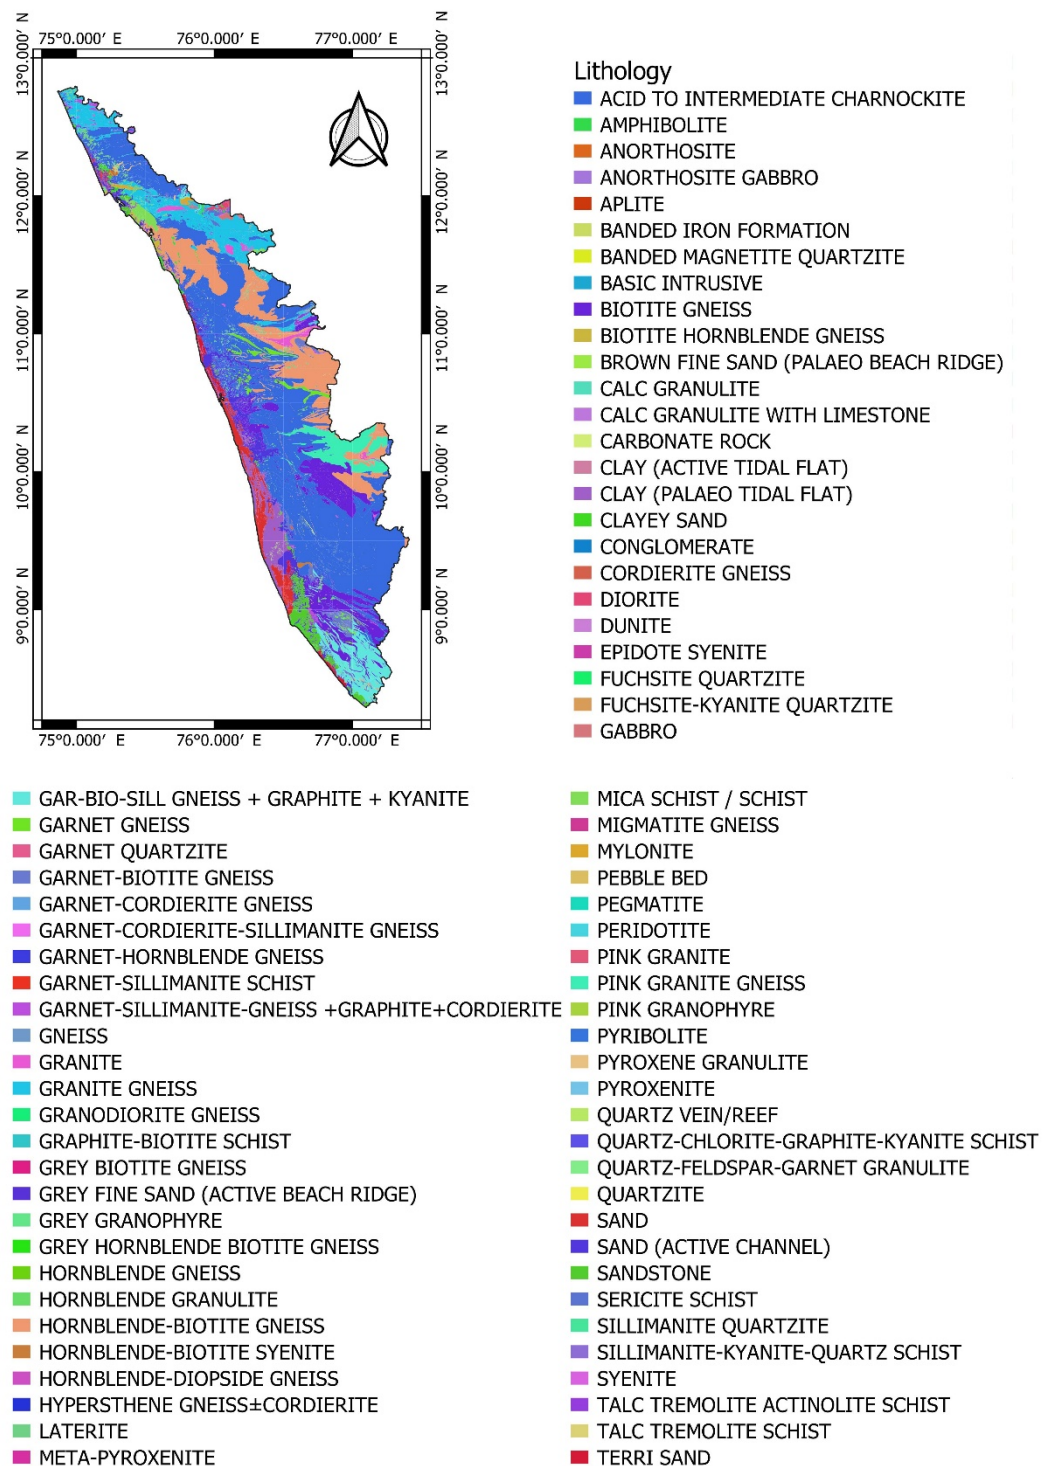 75°0.000' E 76°0.000' E 77°0.000' E
13°0.000' N 13°0.000' N
12°0.000' N 12°0.000' N
11°0.000' N 11°0.000' N
10°0.000' N 10°0.000' N
9°0.000' N 9°0.000' N
75°0.000' E 76°0.000' E 77°0.000' E
Lithology
ACID TO INTERMEDIATE CHARNOCKITE
AMPHIBOLITE
ANORTHOSITE
ANORTHOSITE GABBRO
APLITE
BANDED IRON FORMATION
BANDED MAGNETITE QUARTZITE
BASIC INTRUSIVE
BIOTITE GNEISS
BIOTITE HORNBLENDE GNEISS
BROWN FINE SAND (PALAEO BEACH RIDGE)
CALC GRANULITE
CALC GRANULITE WITH LIMESTONE
CARBONATE ROCK
CLAY (ACTIVE TIDAL FLAT)
CLAY (PALAEO TIDAL FLAT)
CLAYEY SAND
CONGLOMERATE
CORDIERITE GNEISS
DIORITE
DUNITE
EPIDOTE SYENITE
FUCHSITE QUARTZITE
FUCHSITE-KYANITE QUARTZITE
GABBRO
GAR-BIO-SILL GNEISS + GRAPHITE + KYANITE
GARNET GNEISS
GARNET QUARTZITE
GARNET-BIOTITE GNEISS
GARNET-CORDIERITE GNEISS
GARNET-CORDIERITE-SILLIMANITE GNEISS
GARNET-HORNBLENDE GNEISS
GARNET-SILLIMANITE SCHIST
GARNET-SILLIMANITE-GNEISS +GRAPHITE+CORDIERITE
GNEISS
GRANITE
GRANITE GNEISS
GRANODIORITE GNEISS
GRAPHITE-BIOTITE SCHIST
GREY BIOTITE GNEISS
GREY FINE SAND (ACTIVE BEACH RIDGE)
GREY GRANOPHYRE
GREY HORNBLENDE BIOTITE GNEISS
HORNBLENDE GNEISS
HORNBLENDE GRANULITE
HORNBLENDE-BIOTITE GNEISS
HORNBLENDE-BIOTITE SYENITE
HORNBLENDE-DIOPSIDE GNEISS
HYPERSTHENE GNEISS±CORDIERITE
LATERITE
META-PYROXENITE
MICA SCHIST / SCHIST
MIGMATITE GNEISS
MYLONITE
PEBBLE BED
PEGMATITE
PERIDOTITE
PINK GRANITE
PINK GRANITE GNEISS
PINK GRANOPHYRE
PYRIBOLITE
PYROXENE GRANULITE
PYROXENITE
QUARTZ VEIN/REEF
QUARTZ-CHLORITE-GRAPHITE-KYANITE SCHIST
QUARTZ-FELDSPAR-GARNET GRANULITE
QUARTZITE
SAND
SAND (ACTIVE CHANNEL)
SANDSTONE
SERICITE SCHIST
SILLIMANITE QUARTZITE
SILLIMANITE-KYANITE-QUARTZ SCHIST
SYENITE
TALC TREMOLITE ACTINOLITE SCHIST
TALC TREMOLITE SCHIST
TERRI SAND